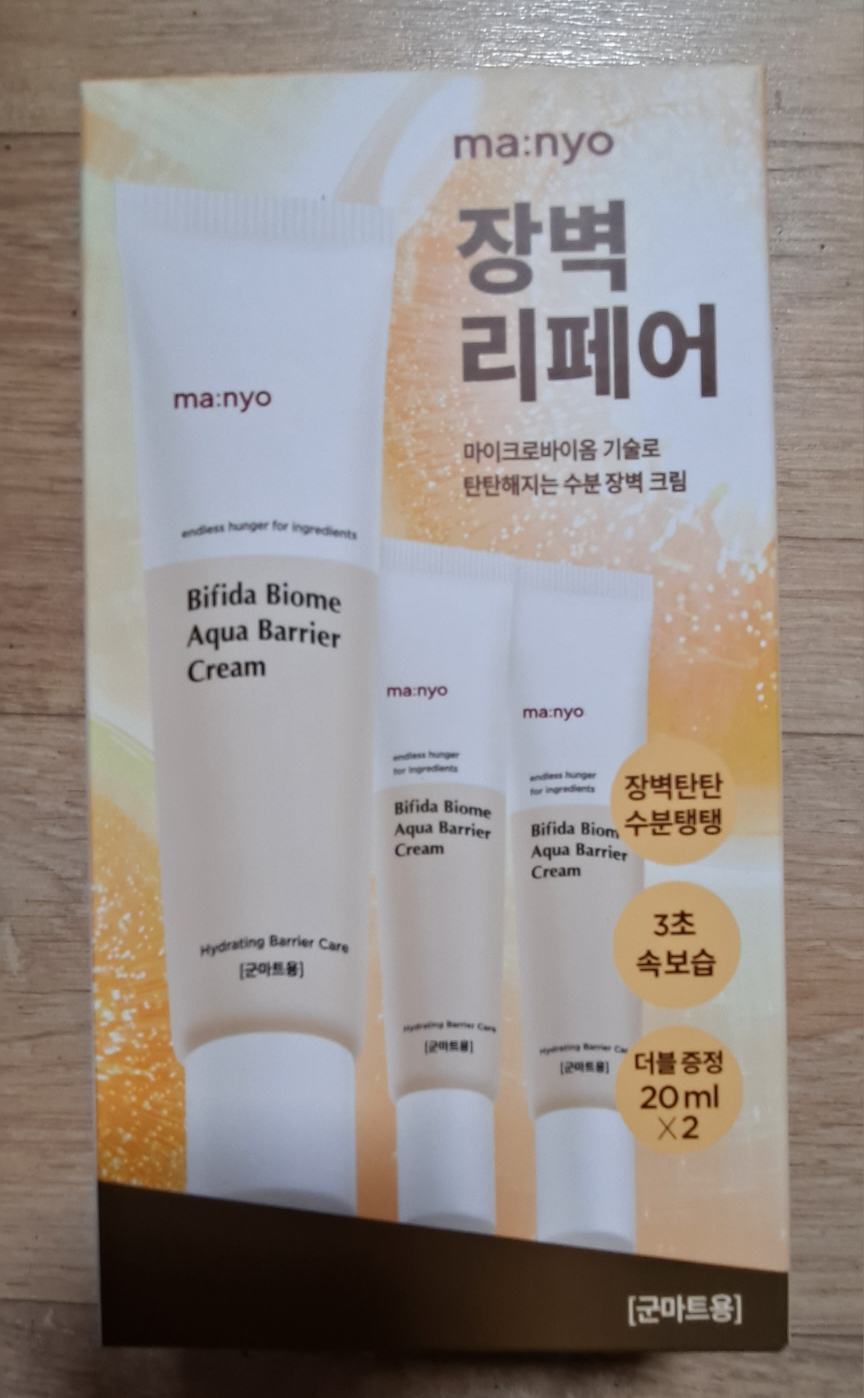 ma:nyo
장벽
리페어
마이크로바이옴 기술로
탄탄해지는 수분 장벽 크림
ma:nyo
endless hunger for ingredients
Bifida Biome
Aqua Barrier
Cream
Hydrating Barrier Care
[군마트용]
ma:nyo
endless hunger
for ingredients
Bifida Biome
Aqua Barrier
Cream
Hydrating Barrier Care
[군마트용]
ma:nyo
endless hunger
for ingredients
Bifida Biom
Aqua Barrier
Cream
Hydrating Barrier Car
[군마트용]
장벽탄탄
수분탱탱
3초
속보습
더블 증정
20ml
X2
[군마트용]